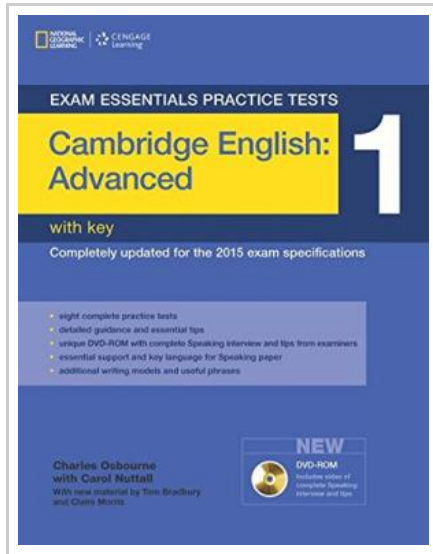 NATIONAL
GEOGRAPHIC
LEARNING
CENGAGE
Learning
EXAM ESSENTIALS PRACTICE TESTS
Cambridge English:
Advanced
1
with key
Completely updated for the 2015 exam specifications
• eight complete practice tests
• detailed guidance and essential tips
• unique DVD-ROM with complete Speaking interview and tips from examiners
• essential support and key language for Speaking paper
• additional writing models and useful phrases
NEW
DVD-ROM
Includes video of
complete Speaking
interview and tips
Charles Osbourne
with Carol Nuttall
With new material by Tom Bradbury
and Claire Morris